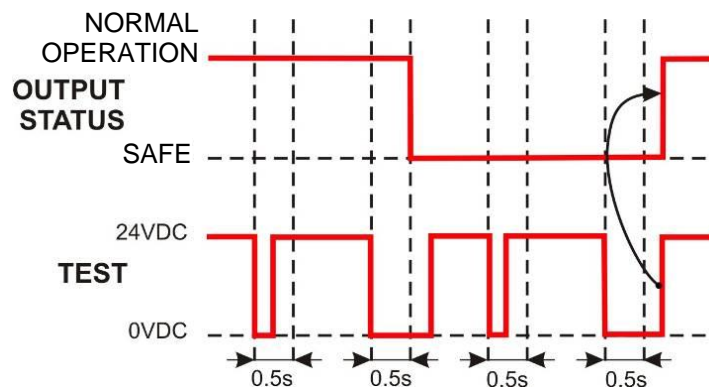 NORMAL
OPERATION
OUTPUT
STATUS
SAFE
24VDC
TEST
0VDC
0.5s
0.5s
0.5s
0.5s